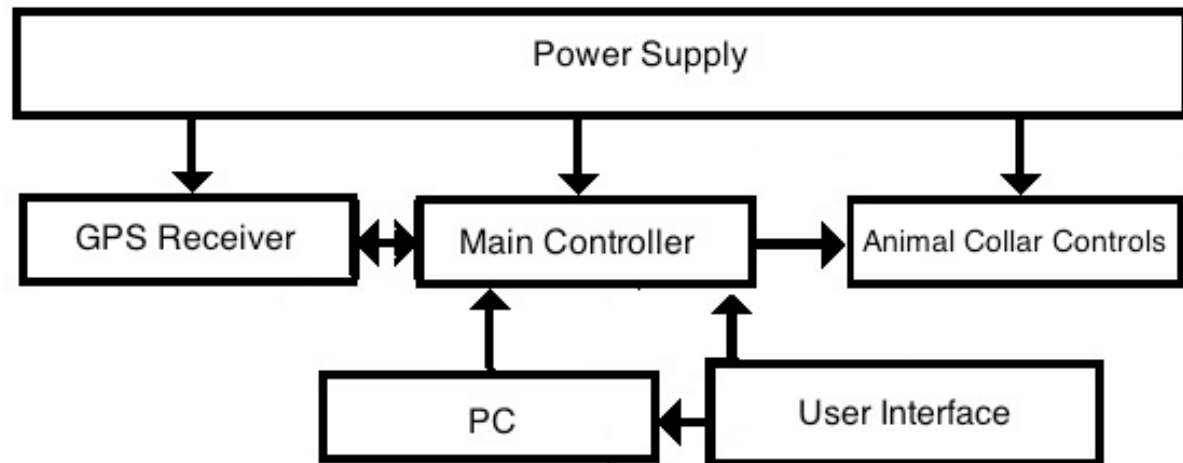 Power Supply
GPS Receiver
Main Controller
Animal Collar Controls
PC
User Interface